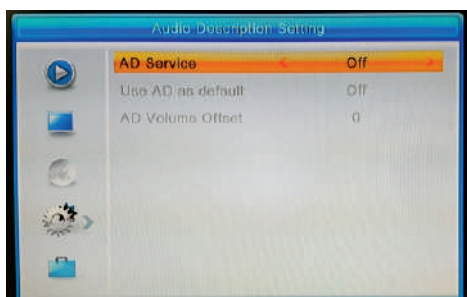 Audio Description Setting
AD Service Off
Use AD as default Off
AD Volume Offset 0